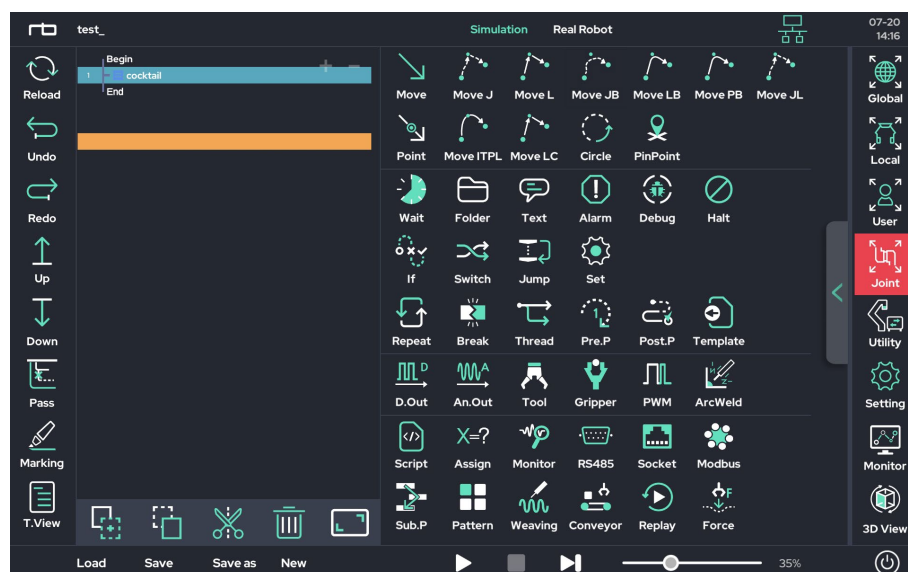 rb test_ Simulation Real Robot 07-20
14:16
Reload
Undo
Redo
Up
Down
Pass
Marking
T.View
Begin
1 cocktail
End
Move Move J Move L Move JB Move LB Move PB Move JL
Point Move ITPL Move LC Circle PinPoint
Wait Folder Text Alarm Debug Halt
If Switch Jump Set
Repeat Break Thread Pre.P Post.P Template
D A
D.Out An.Out Tool Gripper PWM ArcWeld
X=?
Script Assign Monitor RS485 Socket Modbus
F
Sub.P Pattern Weaving Conveyor Replay Force
Global
Local
User
Joint
Utility
Setting
Monitor
3D View
Load Save Save as New 35%